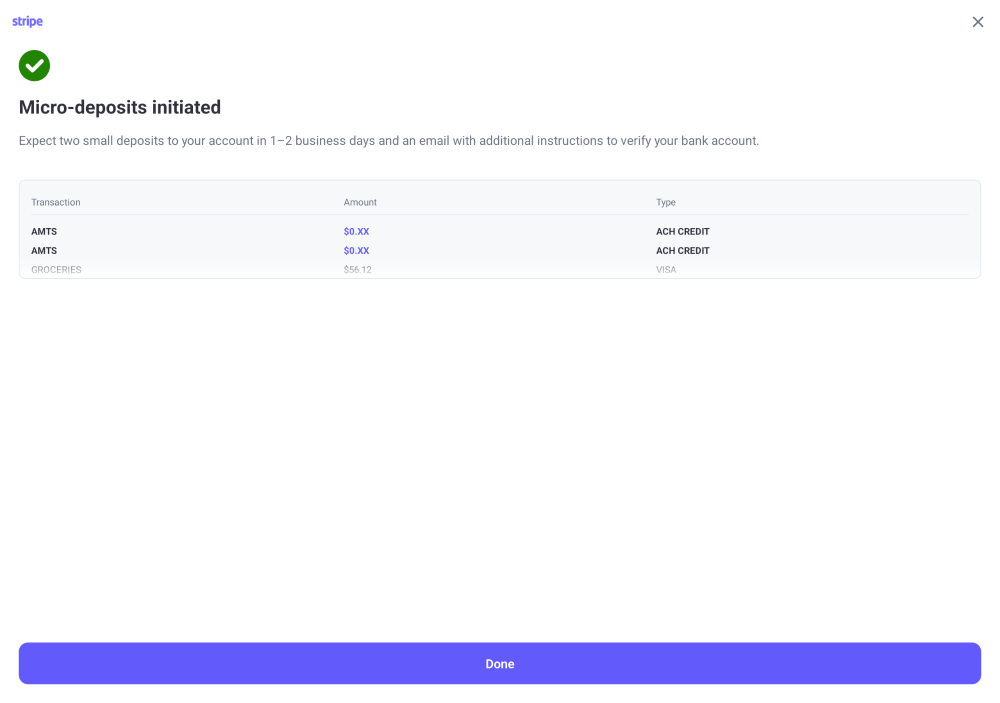 stripe
Micro-deposits initiated
Expect two small deposits to your account in 1–2 business days and an email with additional instructions to verify your bank account.
Transaction Amount Type
AMTS $0.XX ACH CREDIT
AMTS $0.XX ACH CREDIT
GROCERIES $56.12 VISA
Done